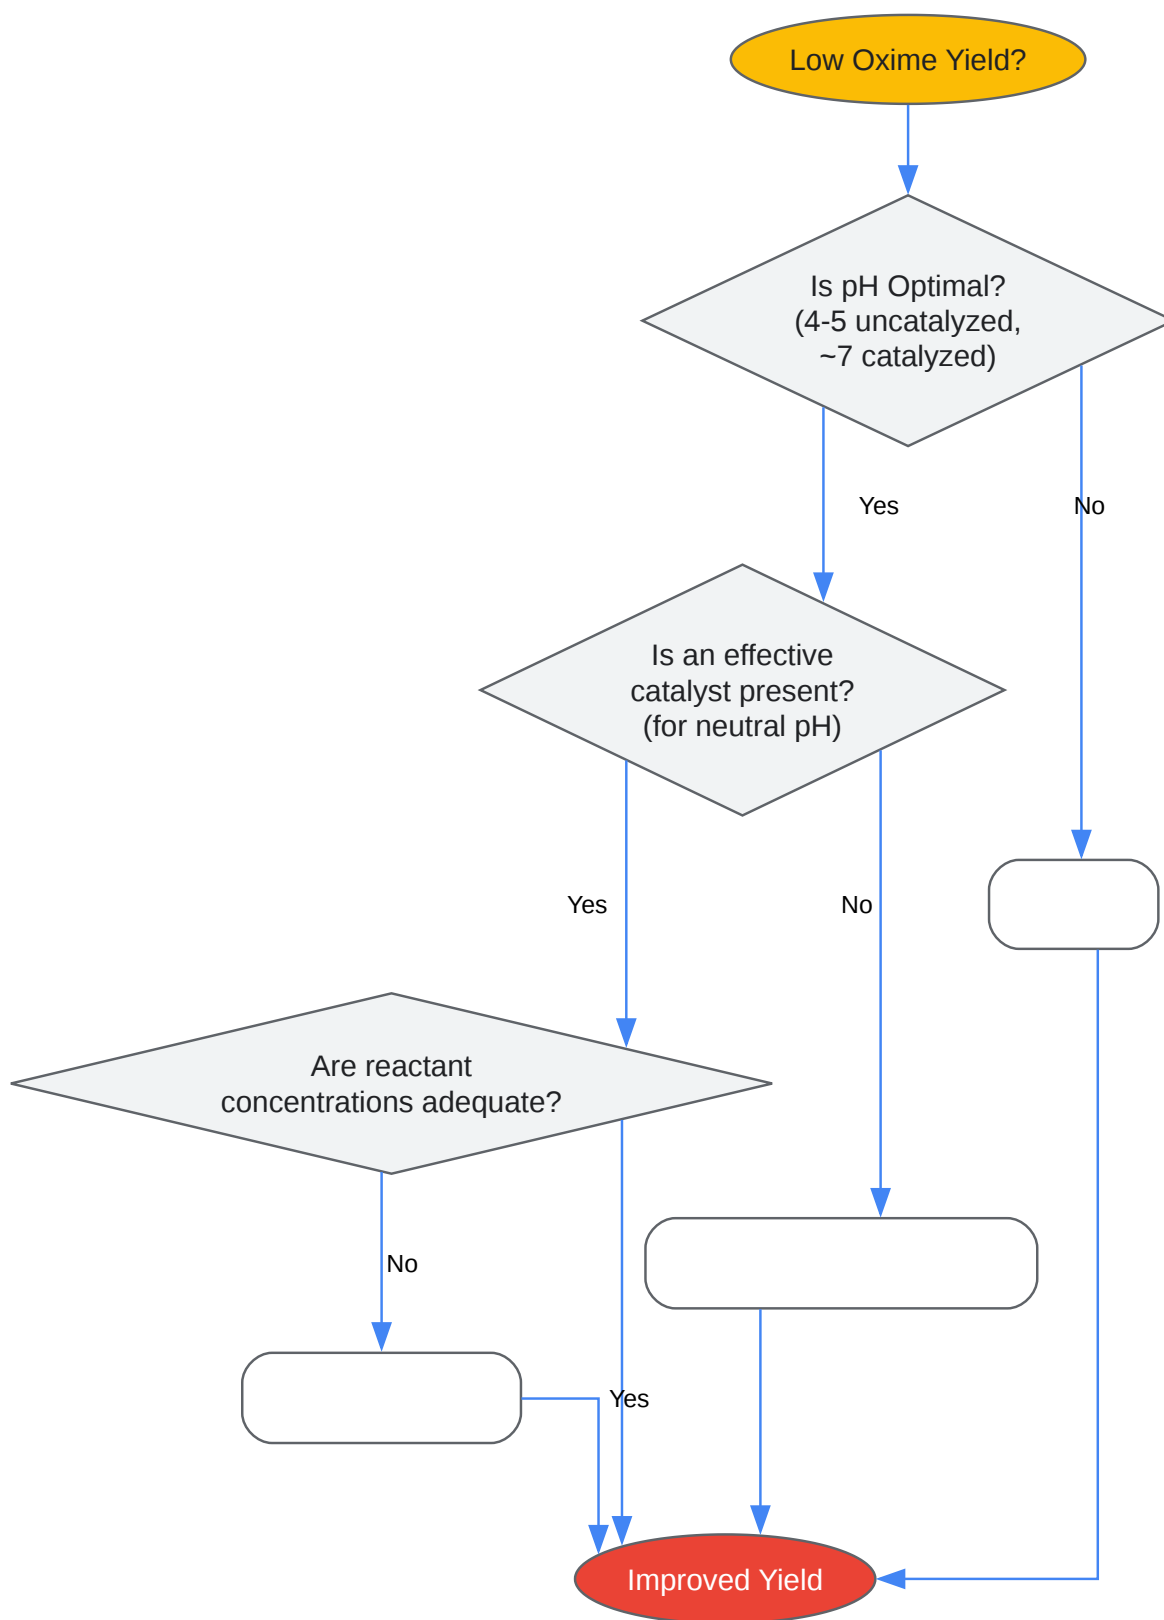 Low Oxime Yield?
Is pH Optimal?
(4-5 uncatalyzed,
~7 catalyzed)
Yes
No
Is an effective
catalyst present?
(for neutral pH)
Yes
No
Are reactant
concentrations adequate?
No
Yes
Improved Yield